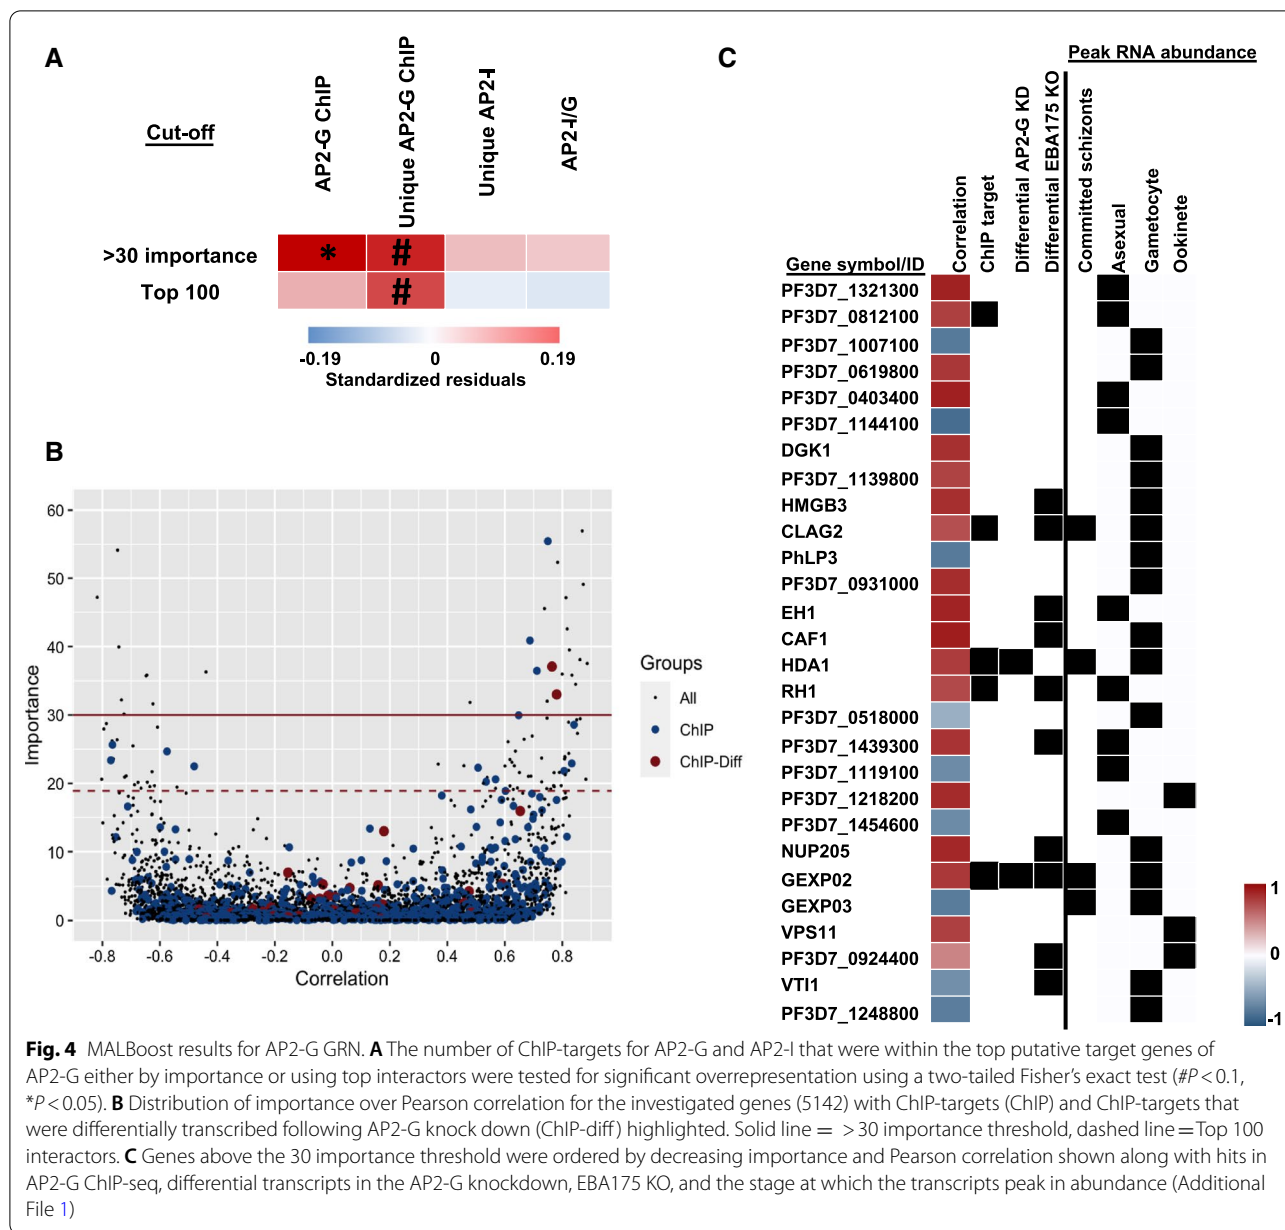 A
Cut-off
AP2-G ChIP
Unique AP2-G ChIP
Unique AP2-I
AP2-I/G
>30 importance
*
#
Top 100
#
-0.19
0
0.19
Standardized residuals
B
60
50
40
30
20
10
0
Importance
-0.8
-0.6
-0.4
-0.2
0.0
0.2
0.4
0.6
0.8
Correlation
Groups
All
ChIP
ChIP-Diff
C
Peak RNA abundance
Gene symbol/ID
Correlation
ChIP target
Differential AP2-G KD
Differential EBA175 KO
Committed schizonts
Asexual
Gametocyte
Ookinete
PF3D7_1321300
PF3D7_0812100
PF3D7_1007100
PF3D7_0619800
PF3D7_0403400
PF3D7_1144100
DGK1
PF3D7_1139800
HMGB3
CLAG2
PhLP3
PF3D7_0931000
EH1
CAF1
HDA1
RH1
PF3D7_0518000
PF3D7_1439300
PF3D7_1119100
PF3D7_1218200
PF3D7_1454600
NUP205
GEXP02
GEXP03
VPS11
PF3D7_0924400
VTI1
PF3D7_1248800
1
0
-1
Fig. 4 MALBoost results for AP2-G GRN. A The number of ChIP-targets for AP2-G and AP2-I that were within the top putative target genes of
AP2-G either by importance or using top interactors were tested for significant overrepresentation using a two-tailed Fisher's exact test (#P < 0.1,
*P < 0.05). B Distribution of importance over Pearson correlation for the investigated genes (5142) with ChIP-targets (ChIP) and ChIP-targets that
were differentially transcribed following AP2-G knock down (ChIP-diff) highlighted. Solid line = > 30 importance threshold, dashed line = Top 100
interactors. C Genes above the 30 importance threshold were ordered by decreasing importance and Pearson correlation shown along with hits in
AP2-G ChIP-seq, differential transcripts in the AP2-G knockdown, EBA175 KO, and the stage at which the transcripts peak in abundance (Additional
File 1)